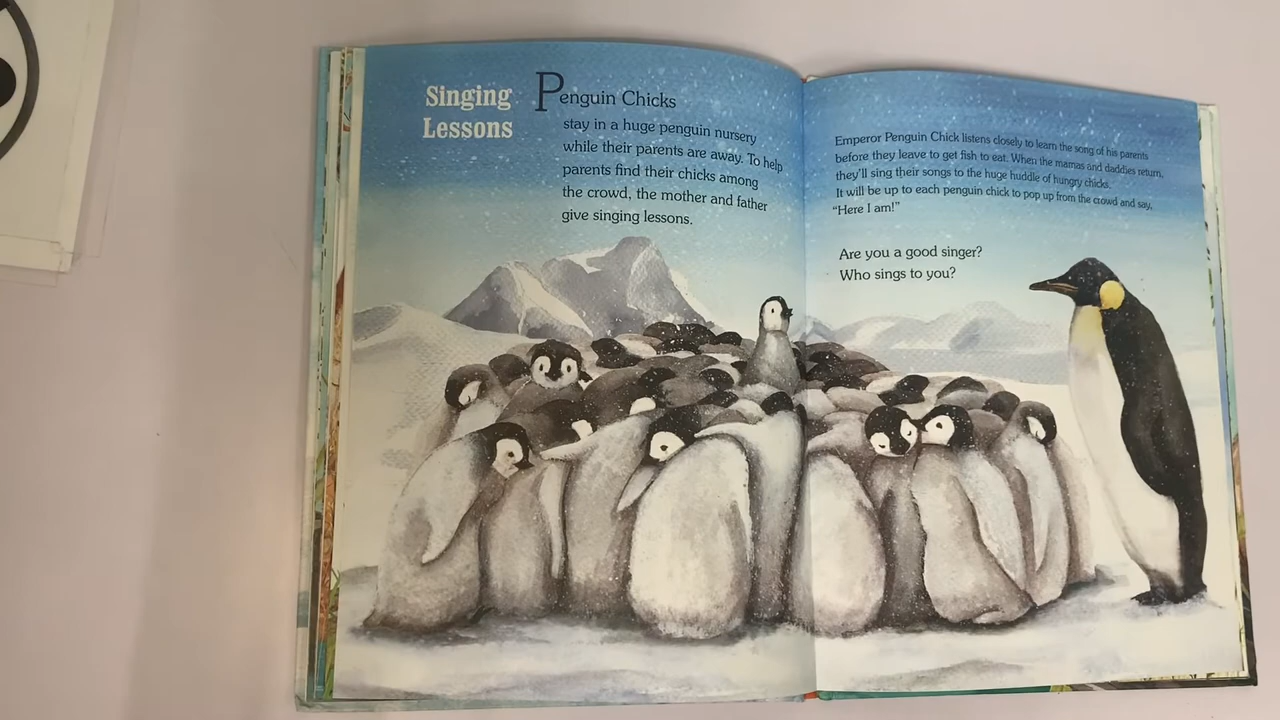 Singing
Lessons
Penguin Chicks
stay in a huge penguin nursery
while their parents are away. To help
parents find their chicks among
the crowd, the mother and father
give singing lessons.
Emperor Penguin Chick listens closely to learn the song of his parents
before they leave to get fish to eat. When the mamas and daddies return,
they'll sing their songs to the huge huddle of hungry chicks.
It will be up to each penguin chick to pop up from the crowd and say,
“Here I am!”
Are you a good singer?
Who sings to you?